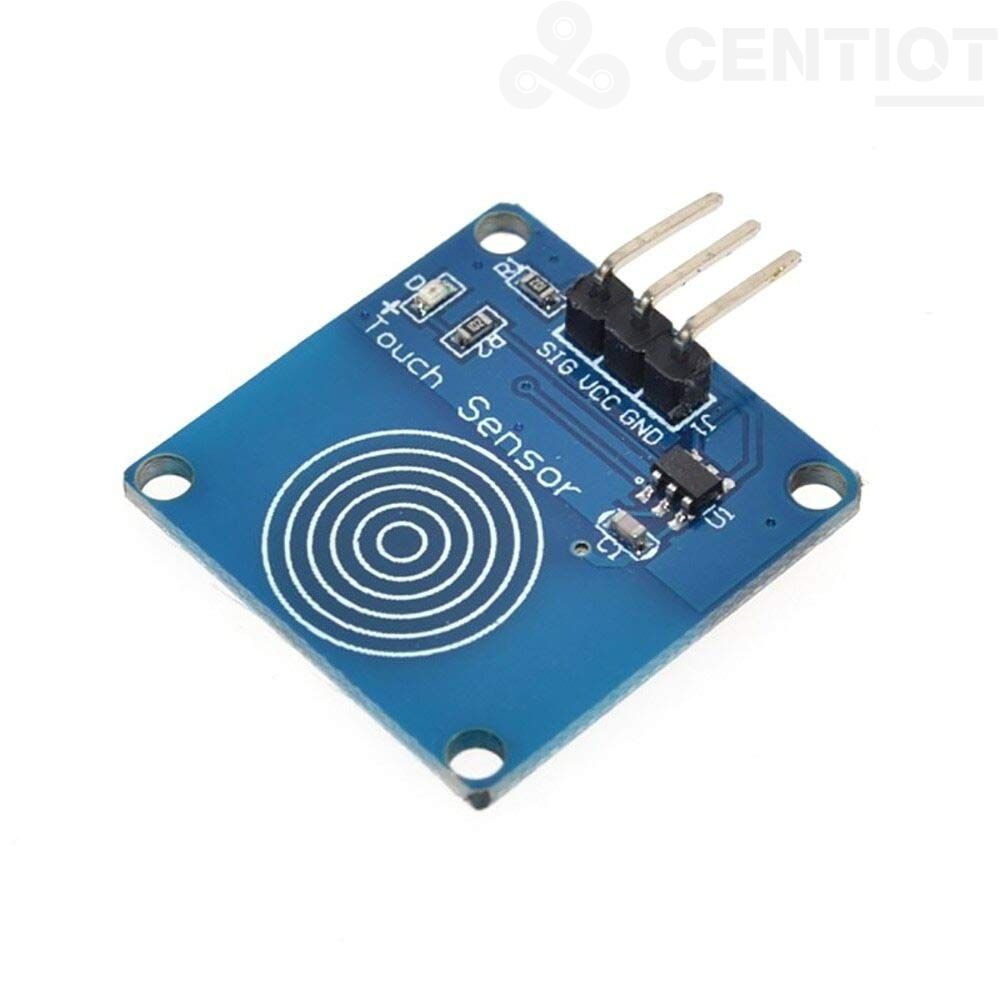 CENTIOT
R1
D1
+
R2
Touch Sensor
SIG VCC GND
J1
U1
C1